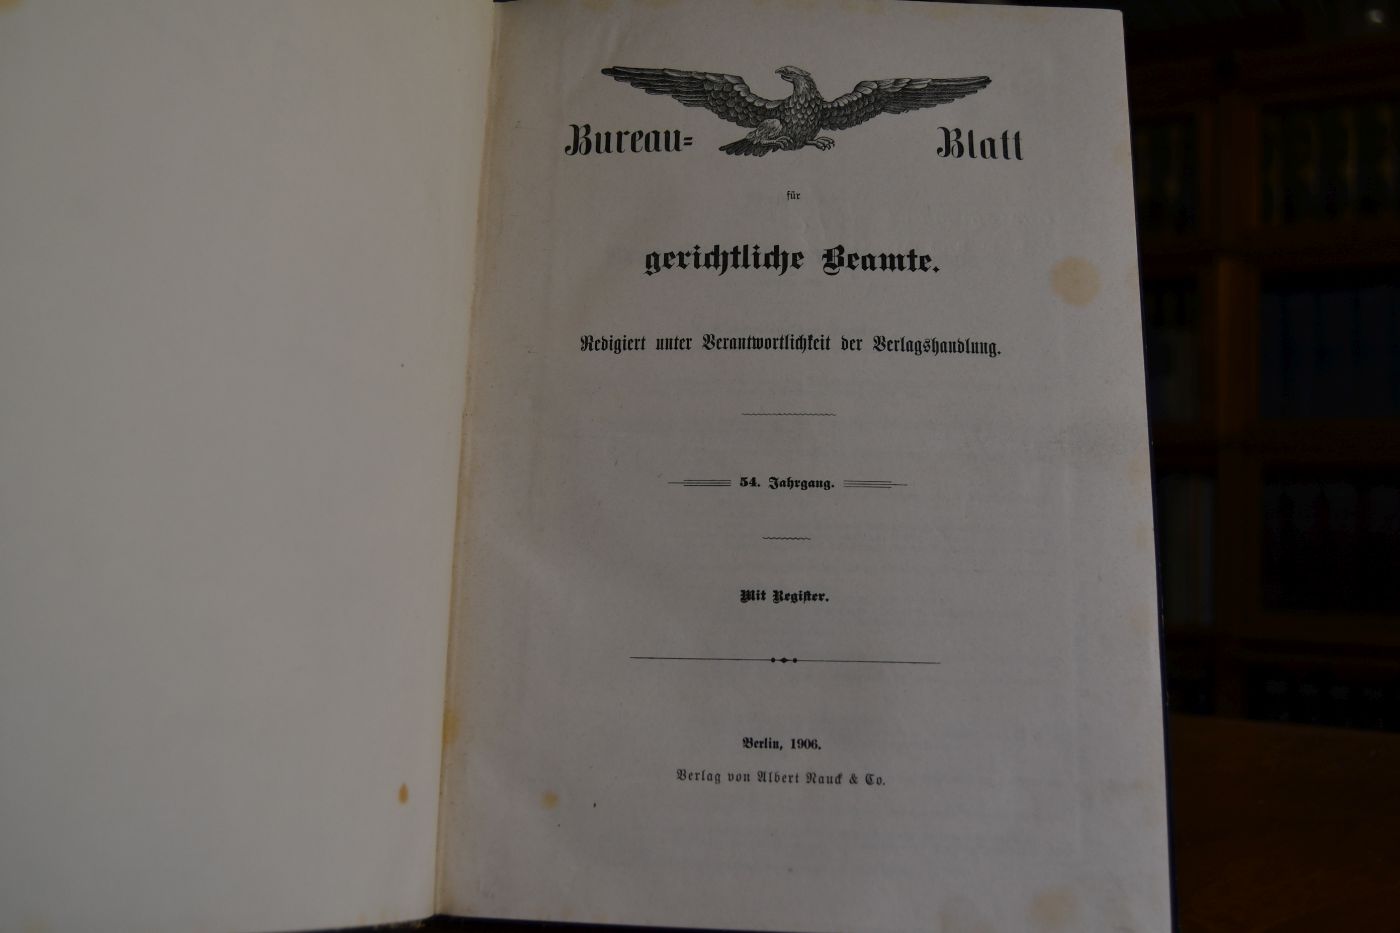 Bureau= Blatt
für
gerichtliche Beamte.
Redigiert unter Verantwortlichkeit der Verlagshandlung.
54. Jahrgang.
Mit Register.
Berlin, 1906.
Verlag von Albert Nauck & Co.